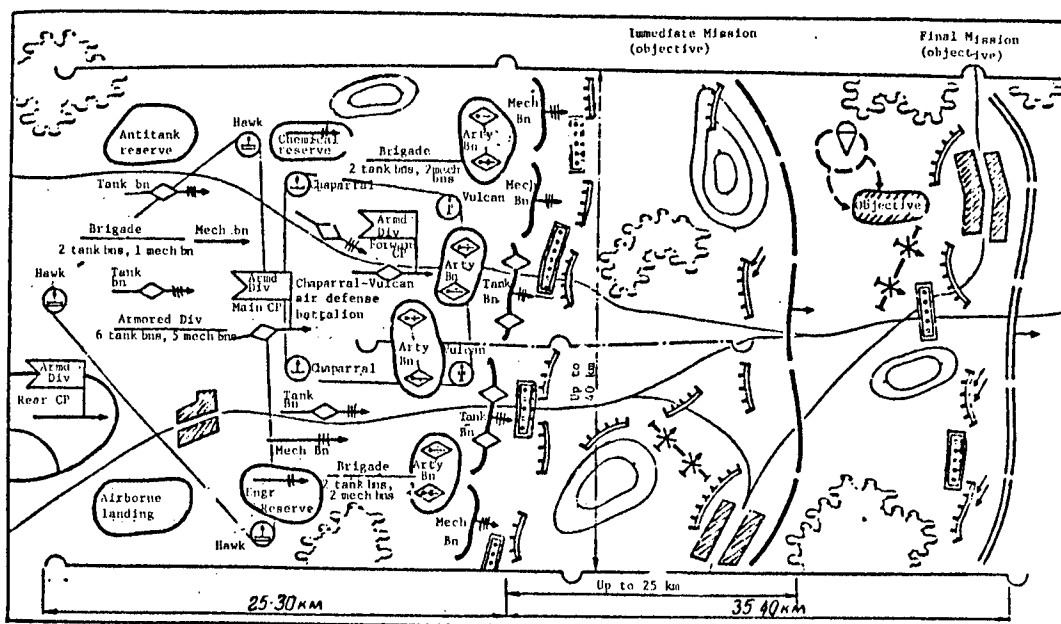 Immediate Mission
(objective)
Final Mission
(objective)
Antitank
reserve
Hawk
Chemical
reserve
Brigade
2 tank bns, 2 mech
bns
Arty
Bn
Mech
Bn
Tank bn
Chaparral
Vulcan
Mech
Bn
Brigade
2 tank bns, 1 mech bn
Mech bn
Armd
Div
Forward
CP
Objective
Hawk
Tank
bn
Armd
Div
Main CP
Chaparral-Vulcan
air defense
battalion
Arty
Bn
Tank
Bn
Armored Div
6 tank bns, 5 mech bns
Arty
Bn
Vulcan
Chaparral
Up to
40 km
Armd
Div
Rear CP
Tank
Bn
Tank
Bn
Mech Bn
Brigade
2 tank bns,
2 mech bns
Arty
Bn
Engr
Reserve
Airborne
landing
Hawk
Mech
Bn
Up to 25 km
25-30 км
35 40 км